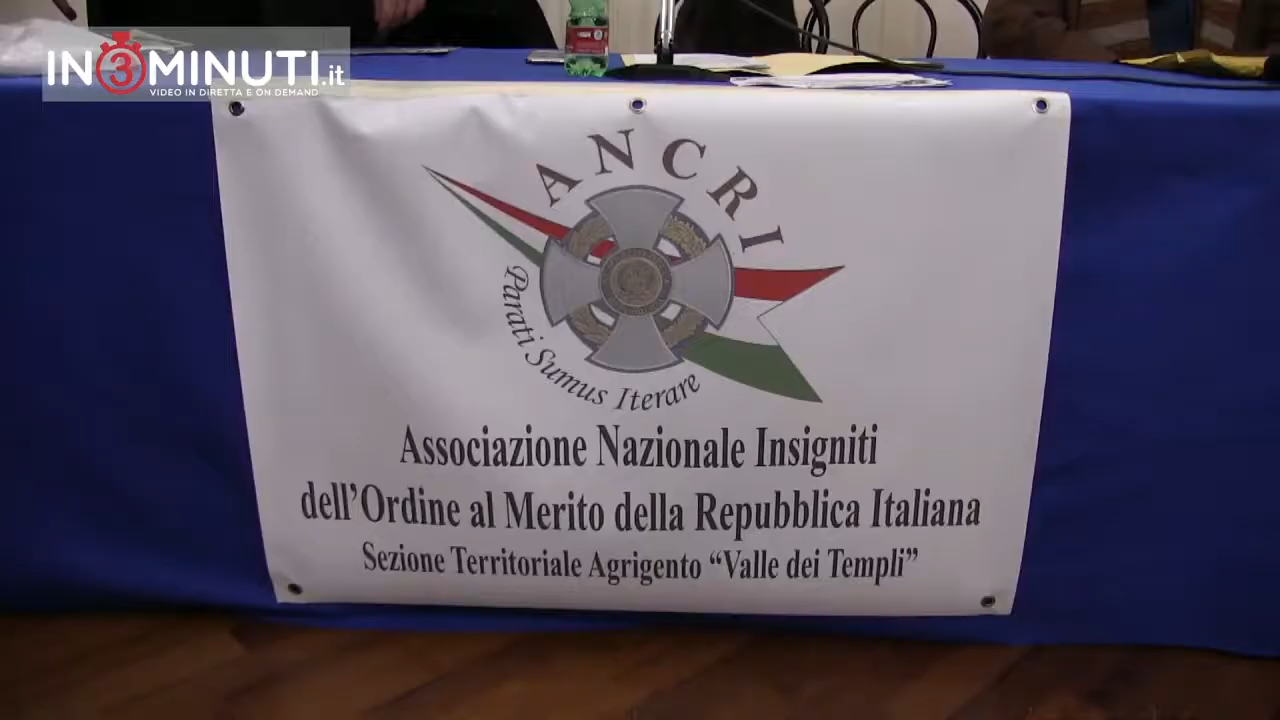 IN3MINUTI.it
VIDEO IN DIRETTA E ON DEMAND
ANCRI
Parati Sumus Iterare
Associazione Nazionale Insigniti
dell'Ordine al Merito della Repubblica Italiana
Sezione Territoriale Agrigento “Valle dei Templi”